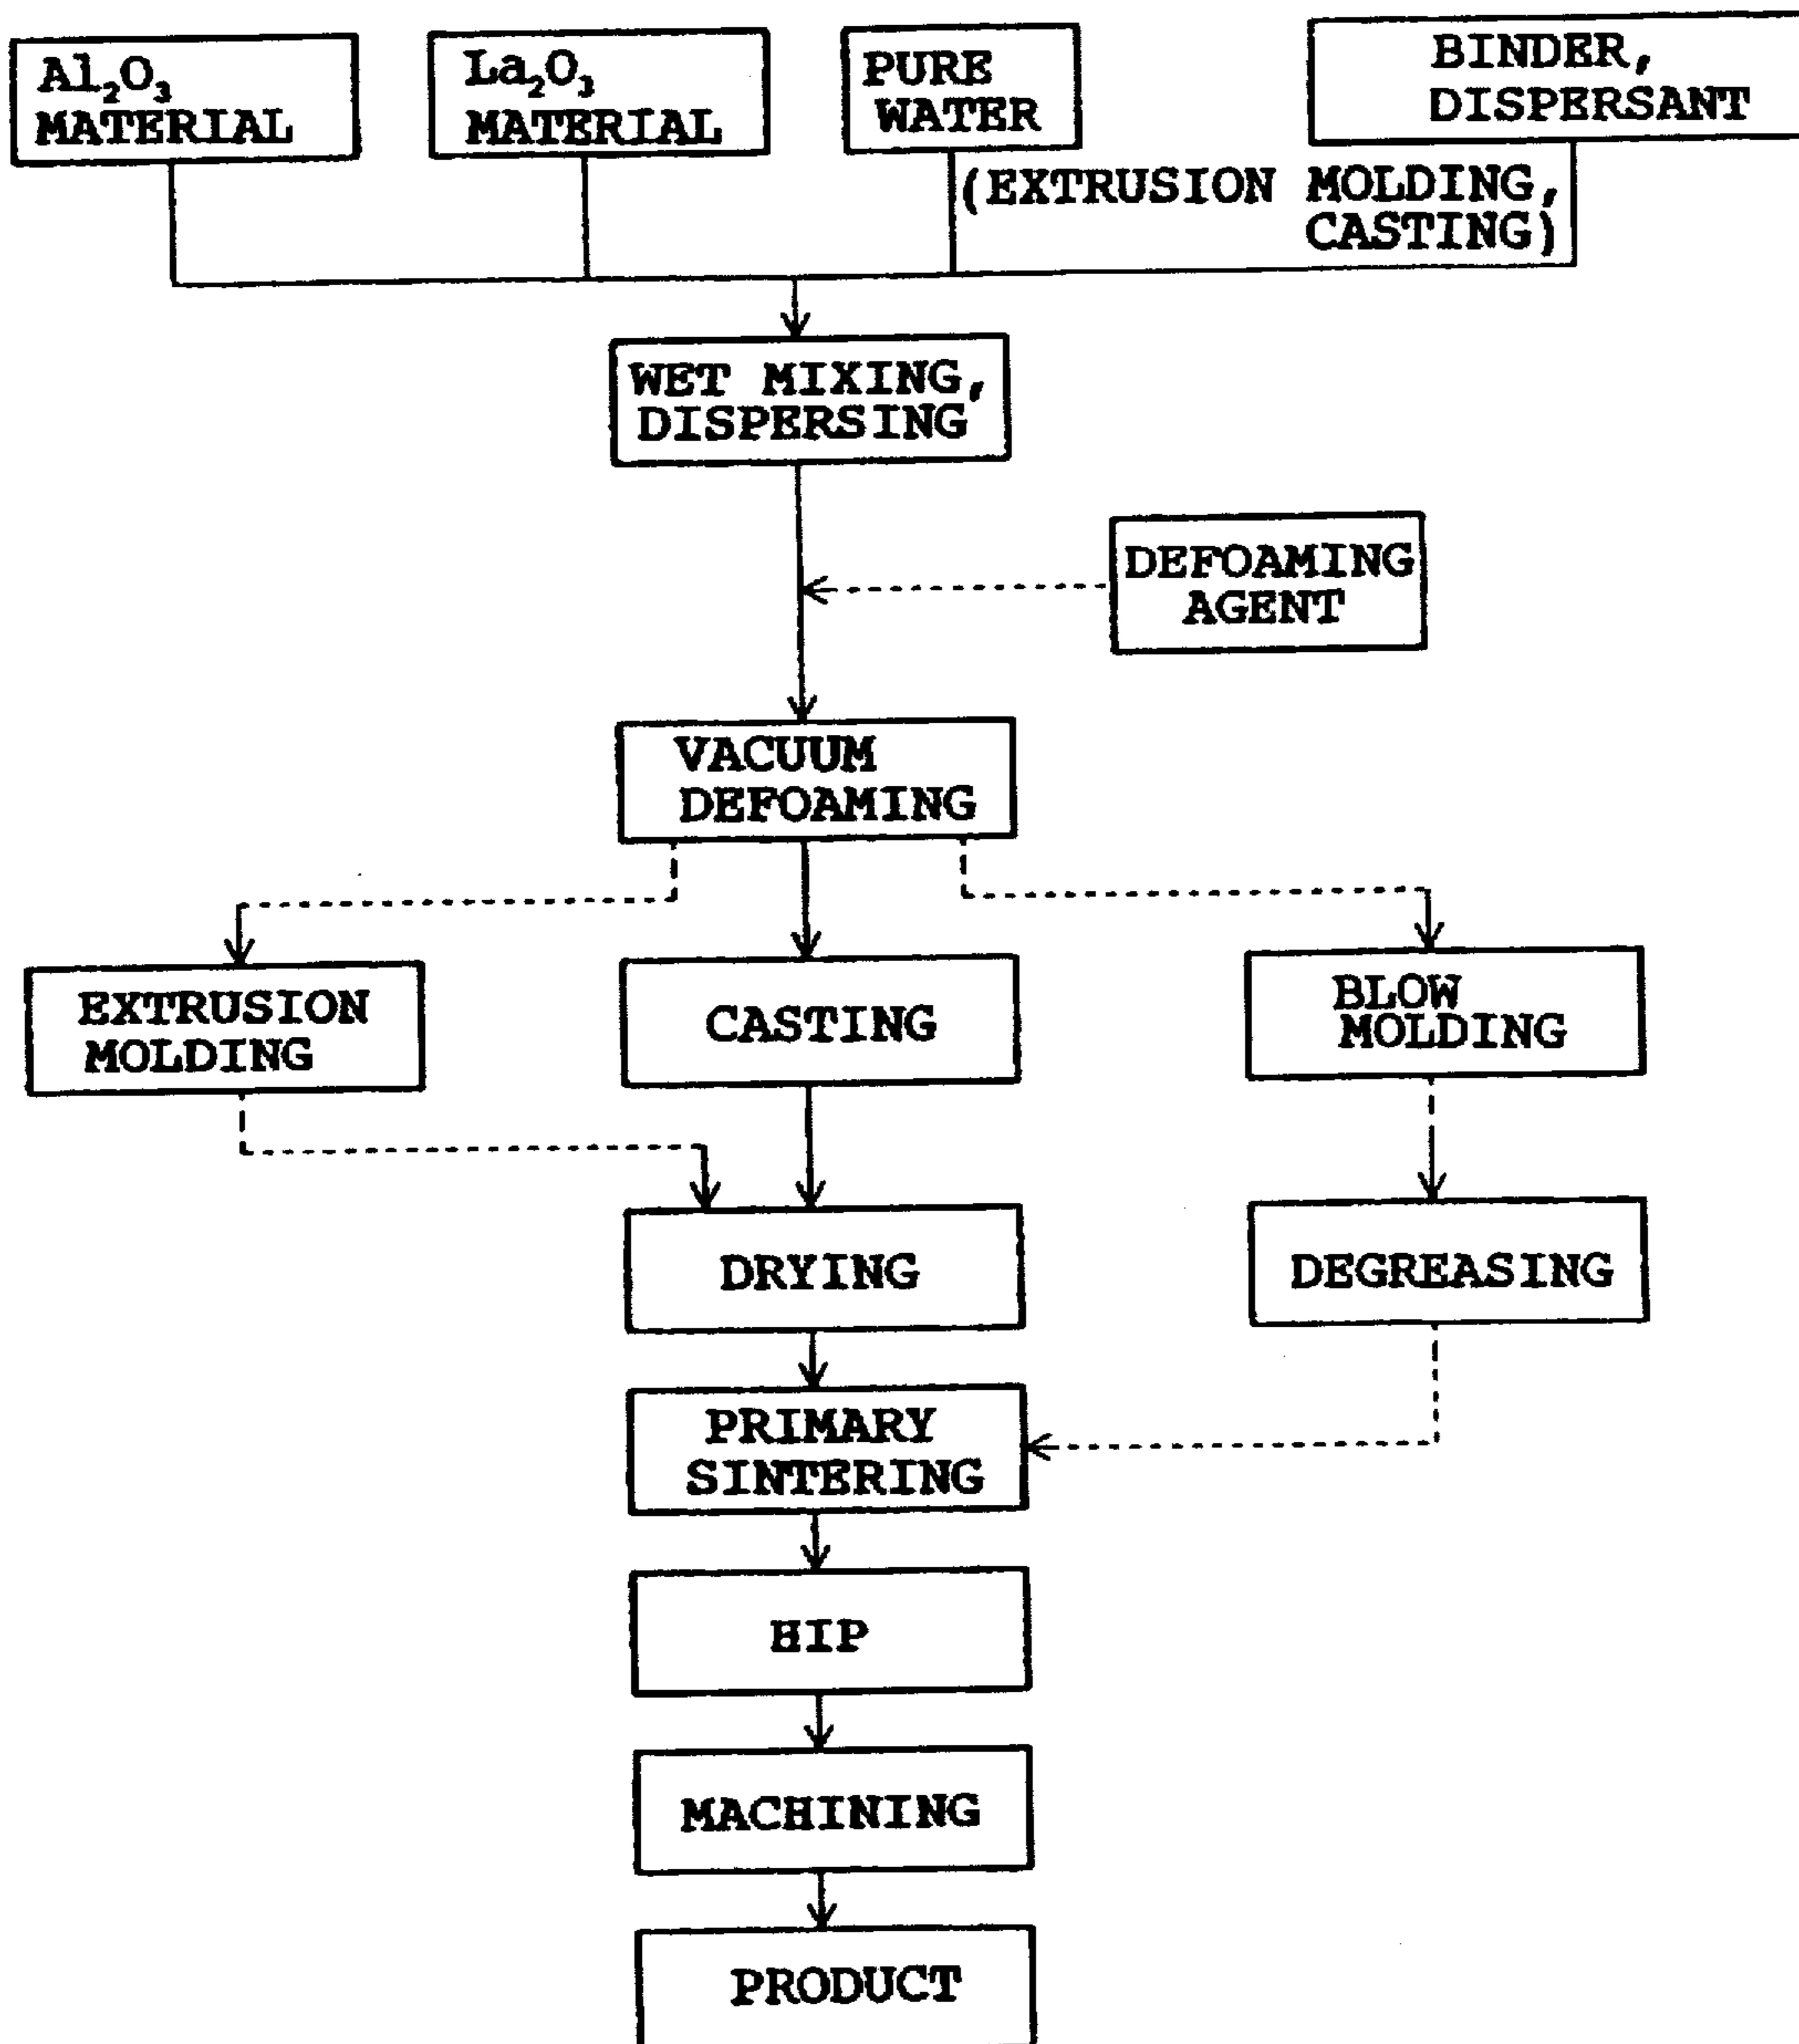 Al₂O₃
MATERIAL
La₂O₃
MATERIAL
PURE
WATER
BINDER,
DISPERSANT
(EXTRUSION MOLDING,
CASTING)
WET MIXING,
DISPERSING
DEFOAMING
AGENT
VACUUM
DEFOAMING
EXTRUSION
MOLDING
CASTING
BLOW
MOLDING
DRYING
DEGREASING
PRIMARY
SINTERING
HIP
MACHINING
PRODUCT